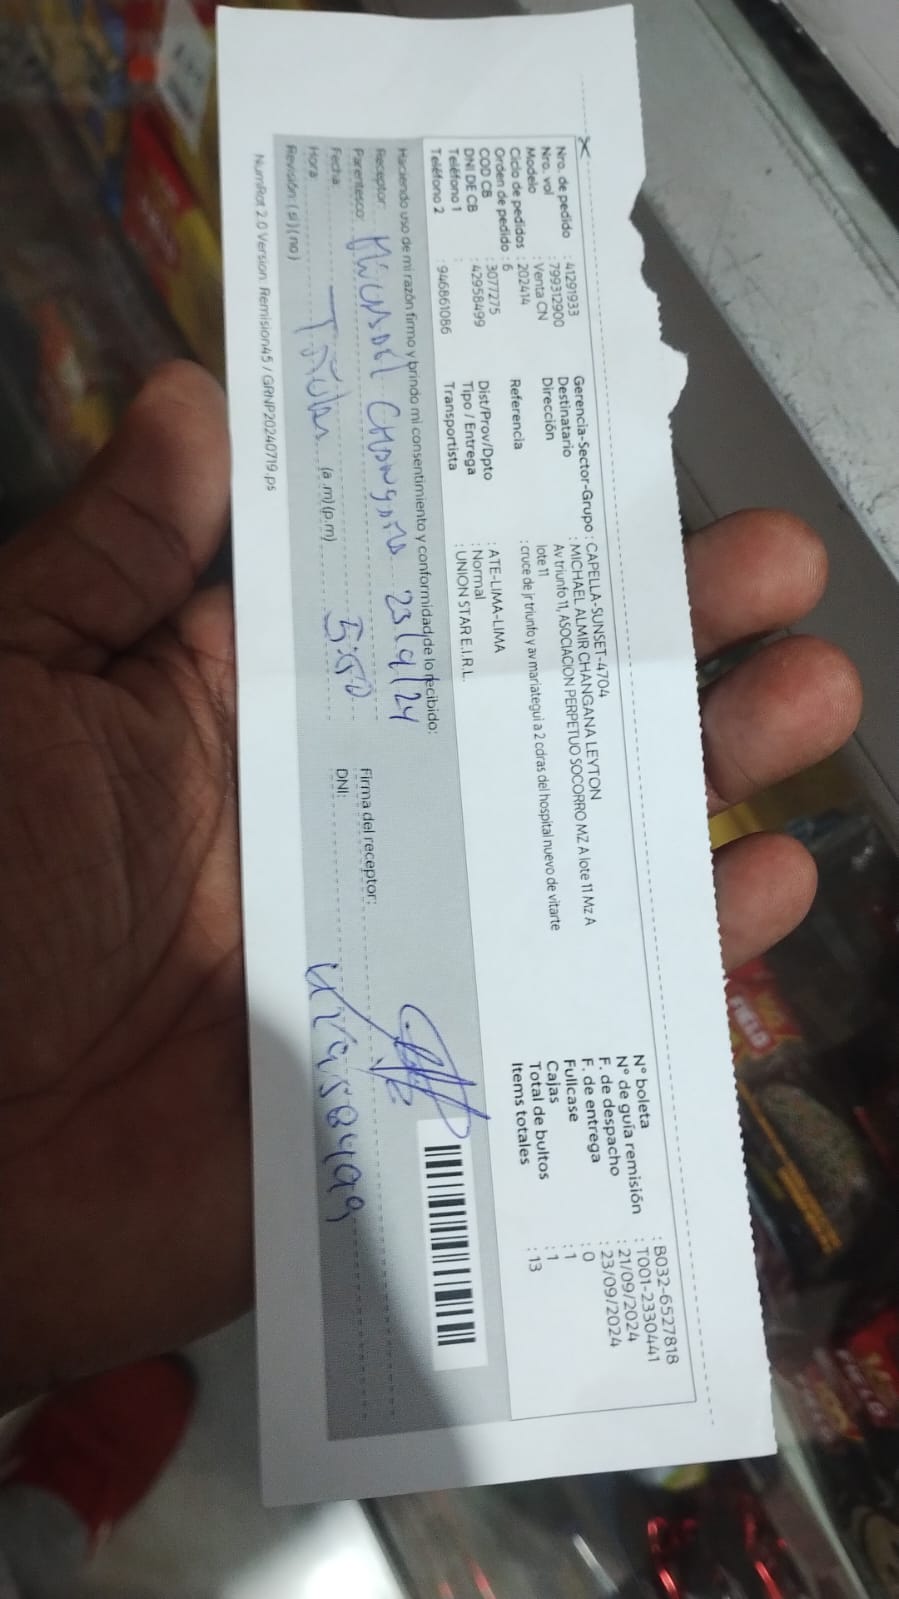 Nro. de pedido : 41291933
Nro. vol : 799312900
Modelo : Venta CN
Ciclo de pedidos : 202414
Orden de pedido : 6
COD CB : 3077275
DNI DE CB : 42958499
Teléfono 1 :
Teléfono 2 : 946861086
Gerencia-Sector-Grupo : CAPELLA-SUNSET-4704
Destinatario : MICHAEL ALMIR CHANGANA LEYTON
Dirección : Av triunfo 11, ASOCIACION PERPETUO SOCORRO MZ A lote 11 Mz A
lote 11
Referencia : cruce de jr triunfo y av mariategui a 2 cdras del hospital nuevo de vitarte
Dist/Prov/Dpto : ATE-LIMA-LIMA
Tipo / Entrega : Normal
Transportista : UNION STAR E.I.R.L.
N° boleta : B032-6527818
N° de guía remisión : T001-2330441
F. de despacho : 21/09/2024
F. de entrega : 23/09/2024
Fullcase : 0
Cajas : 1
Total de bultos : 1
Items totales : 13
Haciendo uso de mi razón firmo y brindo mi consentimiento y conformidad de lo recibido:
Receptor: 23/9/24
Parentesco:
Fecha:
Hora: (a.m)(p.m) 5:50
Revisión: ( si ) ( no )
Firma del receptor:
DNI: 42958499
NumRot 2.0 Version: Remision45 / GRNP20240719.ps
FIELD